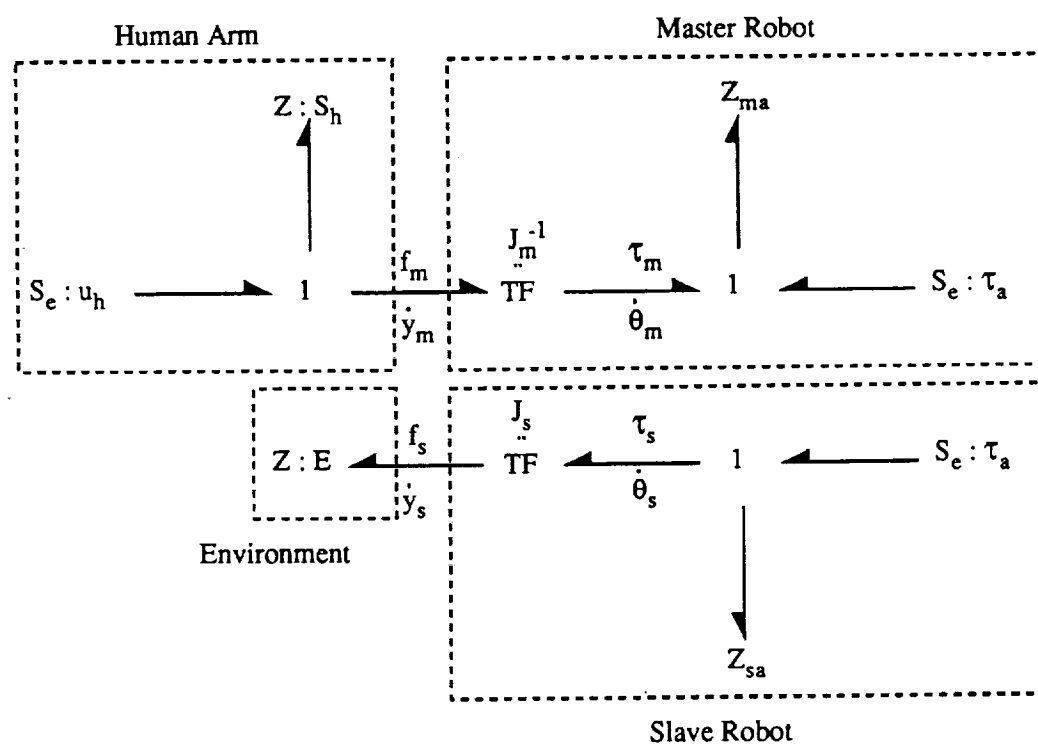 Human Arm
Master Robot
Z : S_h
Z_ma
J_m^-1
f_m
τ_m
S_e : u_h
1
TF
1
S_e : τ_a
ẏ_m
θ̇_m
J_s
f_s
τ_s
Z : E
TF
1
S_e : τ_a
ẏ_s
θ̇_s
Environment
Z_sa
Slave Robot